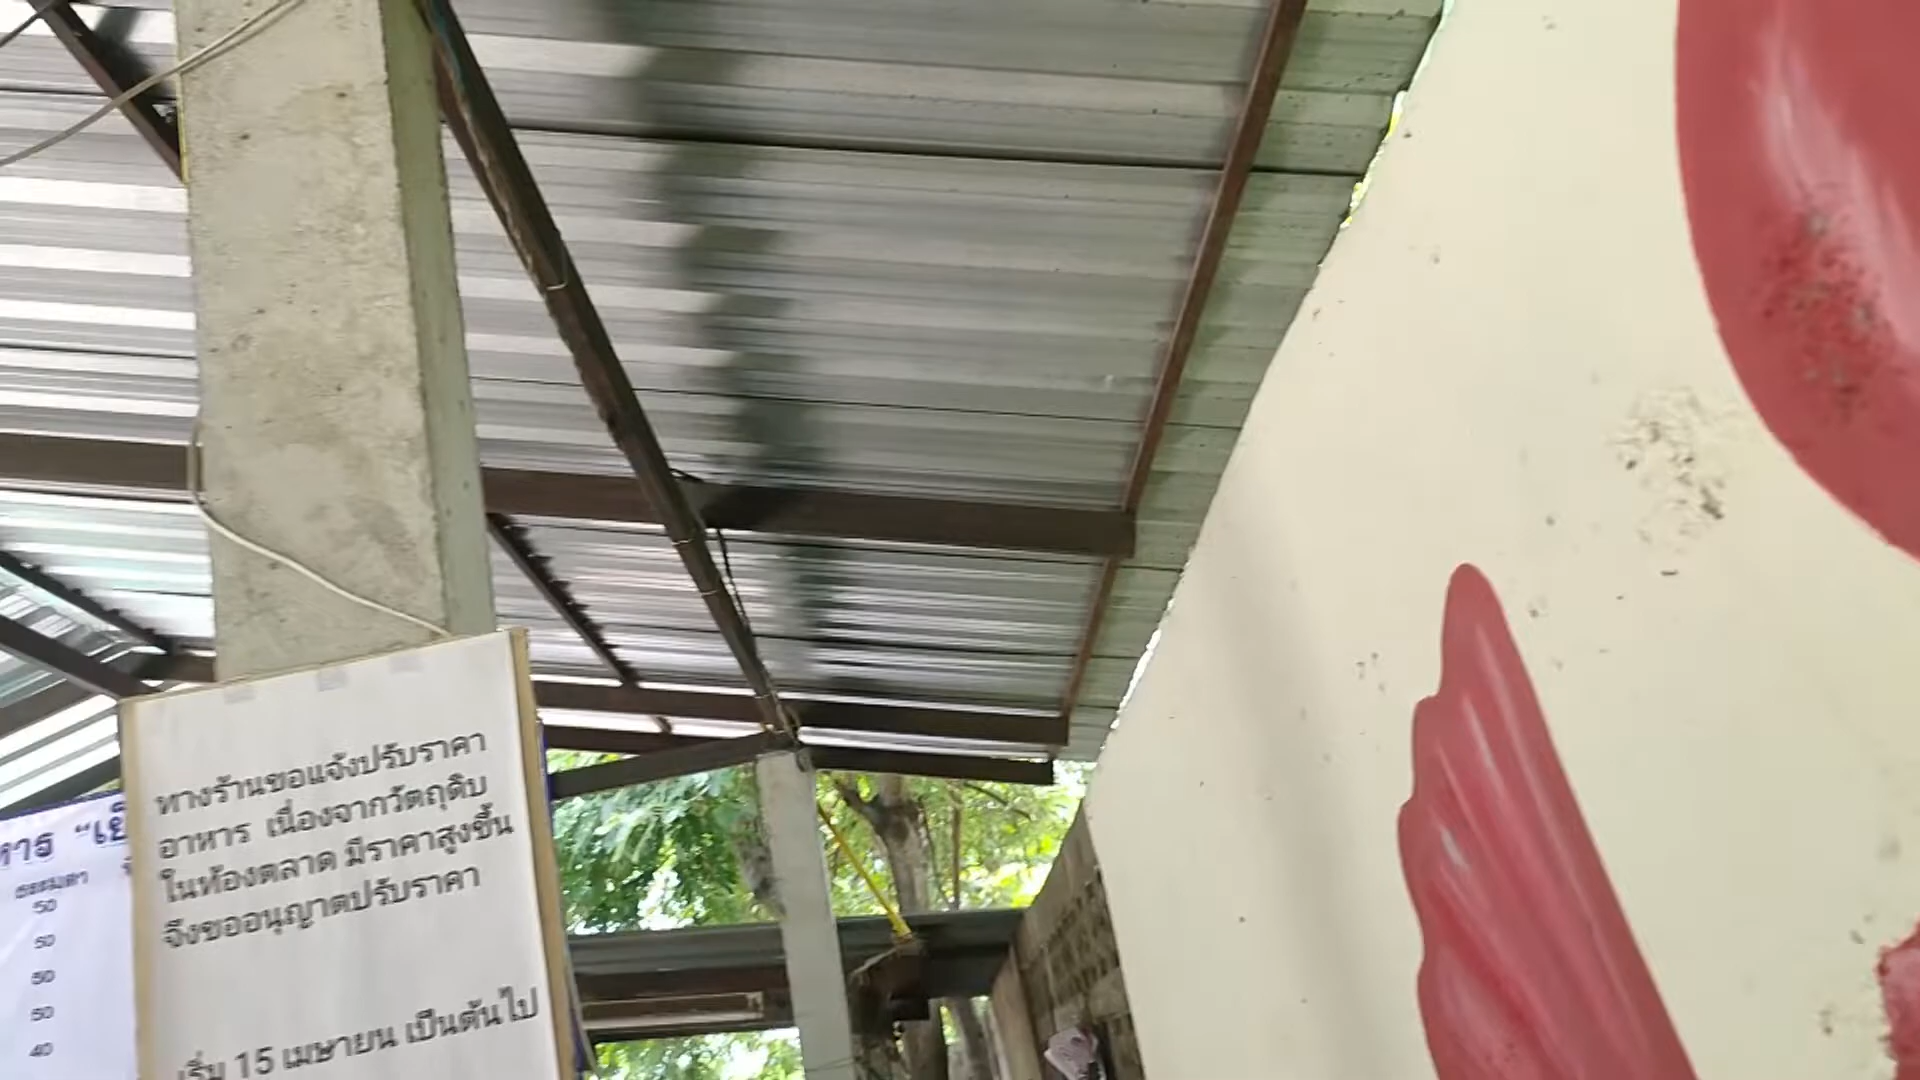 ทางร้านขอแจ้งปรับราคา
อาหาร เนื่องจากวัตถุดิบ
ในท้องตลาด มีราคาสูงขึ้น
จึงขออนุญาตปรับราคา
เริ่ม 15 เมษายน เป็นต้นไป
ธรรมดา
50
50
50
50
40